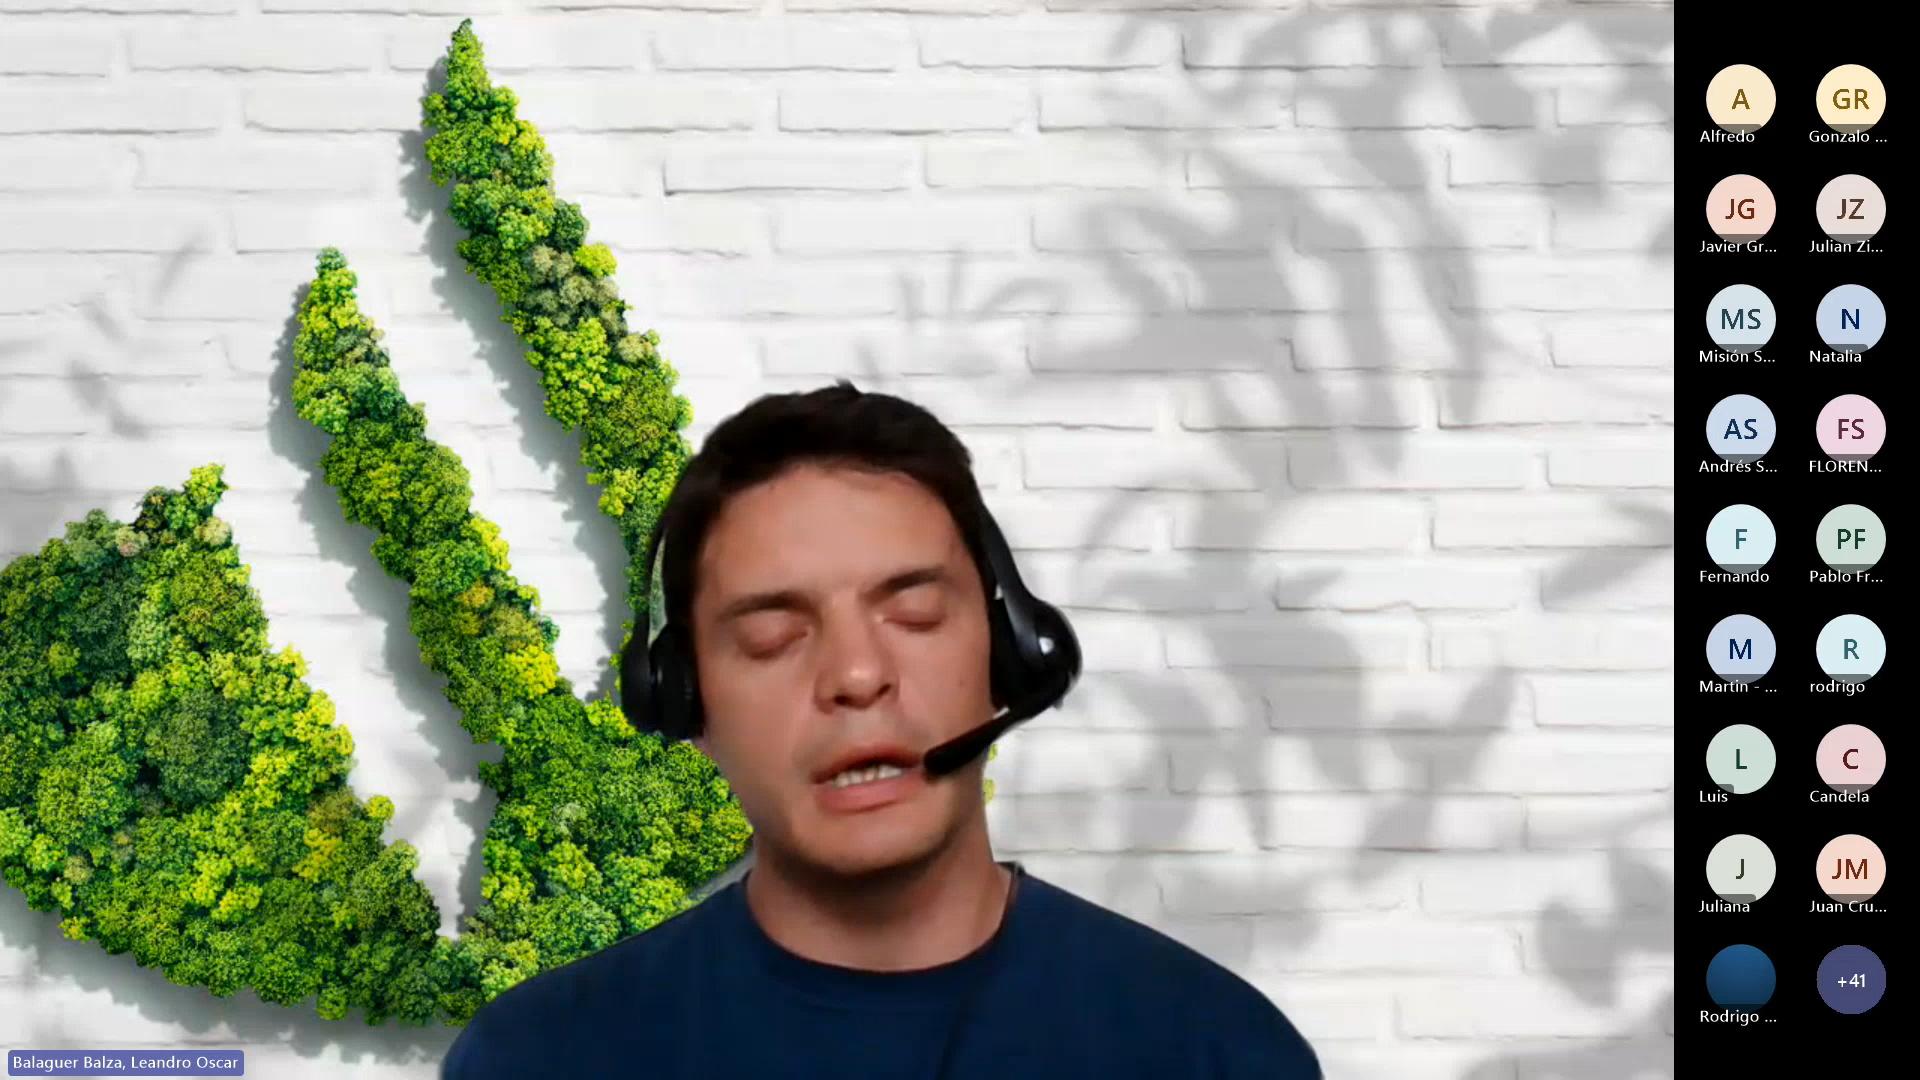 A
GR
Alfredo
Gonzalo ...
JG
JZ
Javier Gr...
Julian Zi...
MS
N
Misión S...
Natalia
AS
FS
Andrés S...
FLOREN...
F
PF
Fernando
Pablo Fr...
M
R
Martin - ...
rodrigo
L
C
Luis
Candela
J
JM
Juliana
Juan Cru...
+41
Rodrigo ...
Balaguer Balza, Leandro Oscar